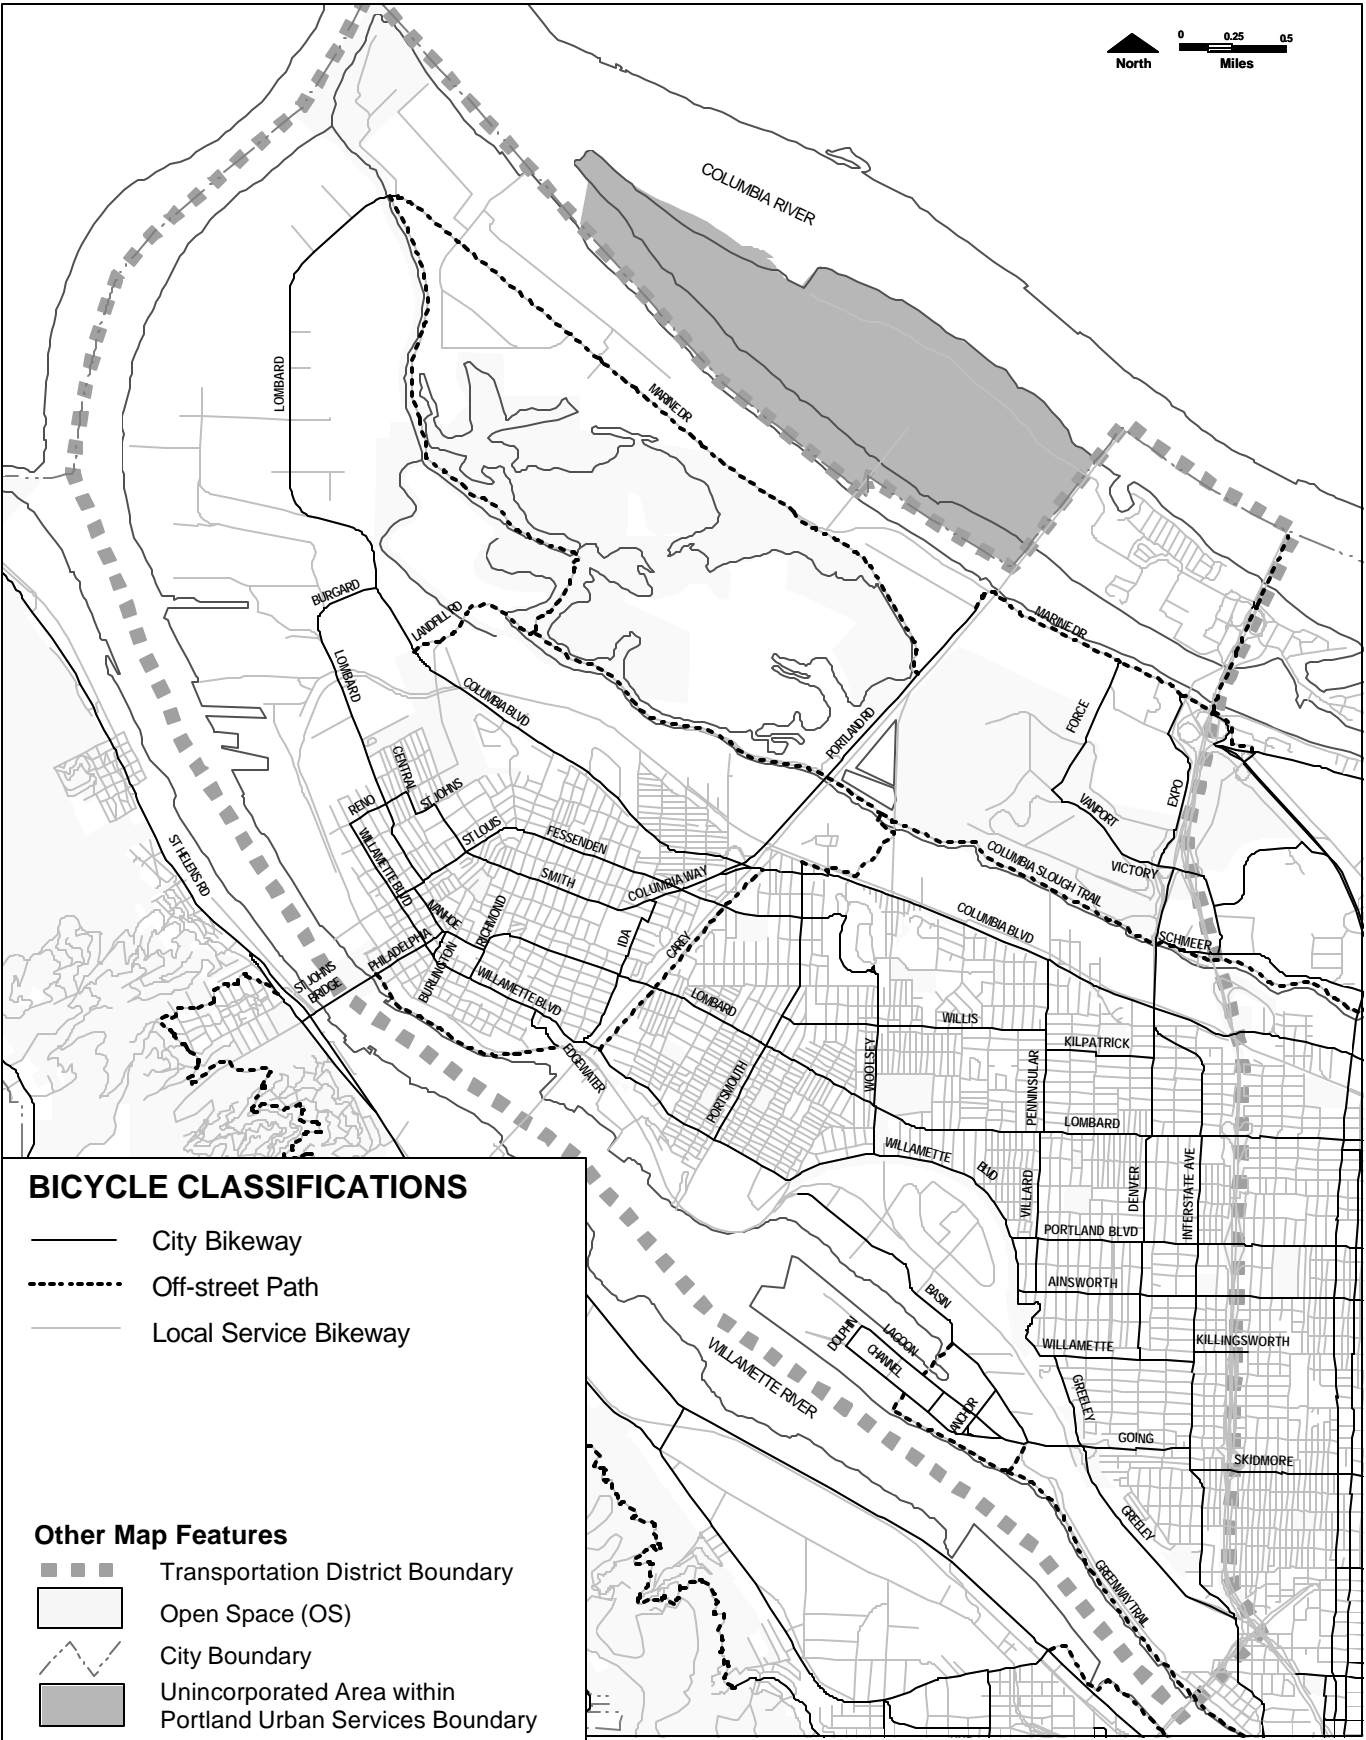 0 0.25 0.5
North Miles
COLUMBIA RIVER
LOMBARD
MARINE DR
BURGARD
LANDFILL RD
MARINE DR
LOMBARD
COLUMBIA BLVD
FORCE
PORTLAND RD
CENTRAL
EXPO
VANPORT
RENO
ST JOHNS
ST LOUIS
FESSENDEN
WILLAMETTE BLVD
ST HELENS RD
COLUMBIA SLOUGH TRAIL
VICTORY
SMITH
COLUMBIA WAY
IVANHOE
RICHMOND
COLUMBIA BLVD
PHILADELPHIA
IDA
CAREY
SCHMEER
BURLINGTON
ST JOHNS
BRIDGE
WILLAMETTE BLVD
LOMBARD
WILLIS
KILPATRICK
EDGEWATER
WOOLSEY
PORTSMOUTH
PENNINSULAR
LOMBARD
WILLAMETTE
BLVD
VILLARD
DENVER
INTERSTATE AVE
PORTLAND BLVD
AINSWORTH
BASIN
DOLPHIN
LAGOON
CHANNEL
WILLAMETTE
KILLINGSWORTH
WILLAMETTE RIVER
GREELEY
ANCHOR
GOING
SKIDMORE
GREELEY
GREENWAY TRAIL
BICYCLE CLASSIFICATIONS
City Bikeway
Off-street Path
Local Service Bikeway
Other Map Features
Transportation District Boundary
Open Space (OS)
City Boundary
Unincorporated Area within
Portland Urban Services Boundary